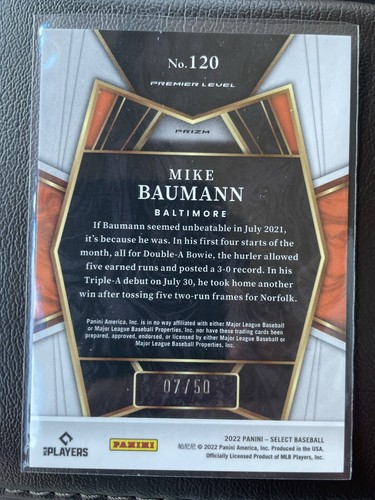 No. 120
PREMIER LEVEL
PRIZM
MIKE
BAUMANN
BALTIMORE
If Baumann seemed unbeatable in July 2021,
it's because he was. In his first four starts of the
month, all for Double-A Bowie, the hurler allowed
five earned runs and posted a 3-0 record. In his
Triple-A debut on July 30, he took home another
win after tossing five two-run frames for Norfolk.
Panini America, Inc. is in no way affiliated with either Major League Baseball
or Major League Baseball Properties, Inc. nor have these trading cards been
prepared, approved, endorsed, or licensed by either Major League Baseball or
Major League Baseball Properties, Inc.
07/50
MLB PLAYERS
PANINI
2022 PANINI – SELECT BASEBALL
帕尼尼 © 2022 Panini America, Inc. Produced in the USA.
Officially Licensed Product of MLB Players, Inc.